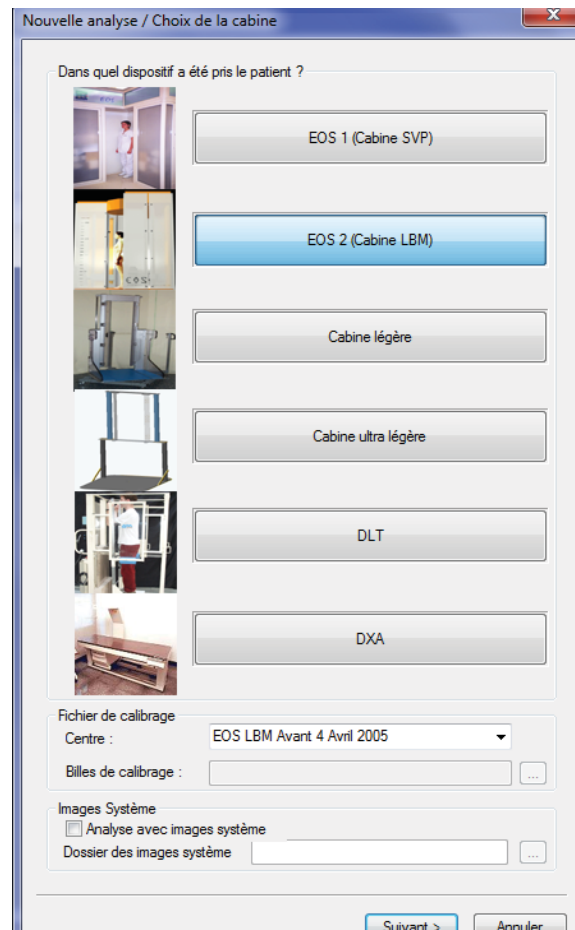 Nouvelle analyse / Choix de la cabine
Dans quel dispositif a été pris le patient ?
EOS 1 (Cabine SVP)
EOS 2 (Cabine LBM)
Cabine légère
Cabine ultra légère
DLT
DXA
Fichier de calibrage
Centre :
EOS LBM Avant 4 Avril 2005
Billes de calibrage :
...
Images Système
Analyse avec images système
Dossier des images système
...
Suivant >
Annuler